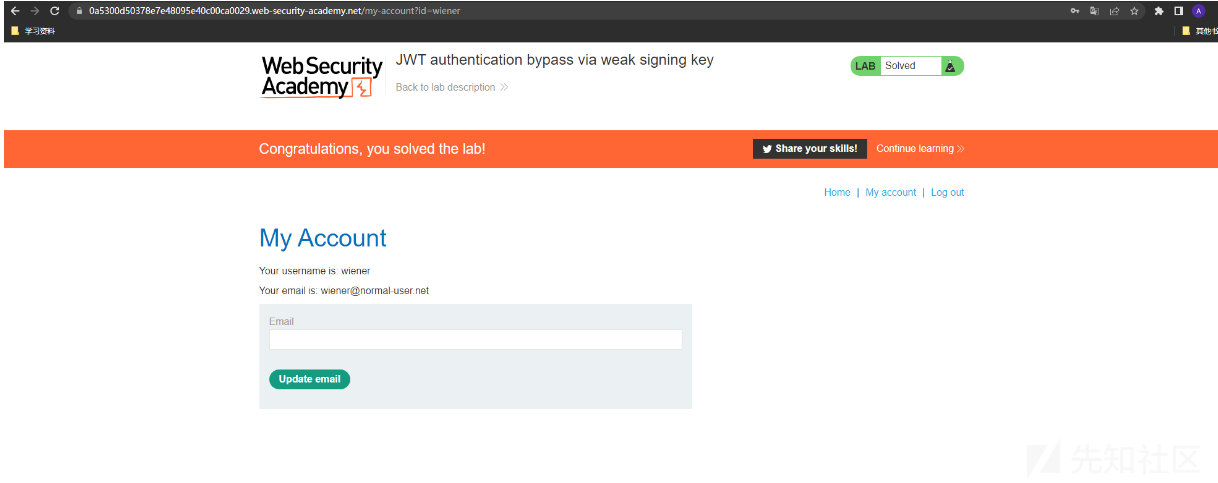 0a5300d50378e7e48095e40c00ca0029.web-security-academy.net/my-account?id=wiener
A
学习资料
其他书
WebSecurity
Academy
JWT authentication bypass via weak signing key
Back to lab description
LAB Solved
Congratulations, you solved the lab!
Share your skills! Continue learning
Home | My account | Log out
My Account
Your username is: wiener
Your email is: wiener@normal-user.net
Email
Update email
先知社区